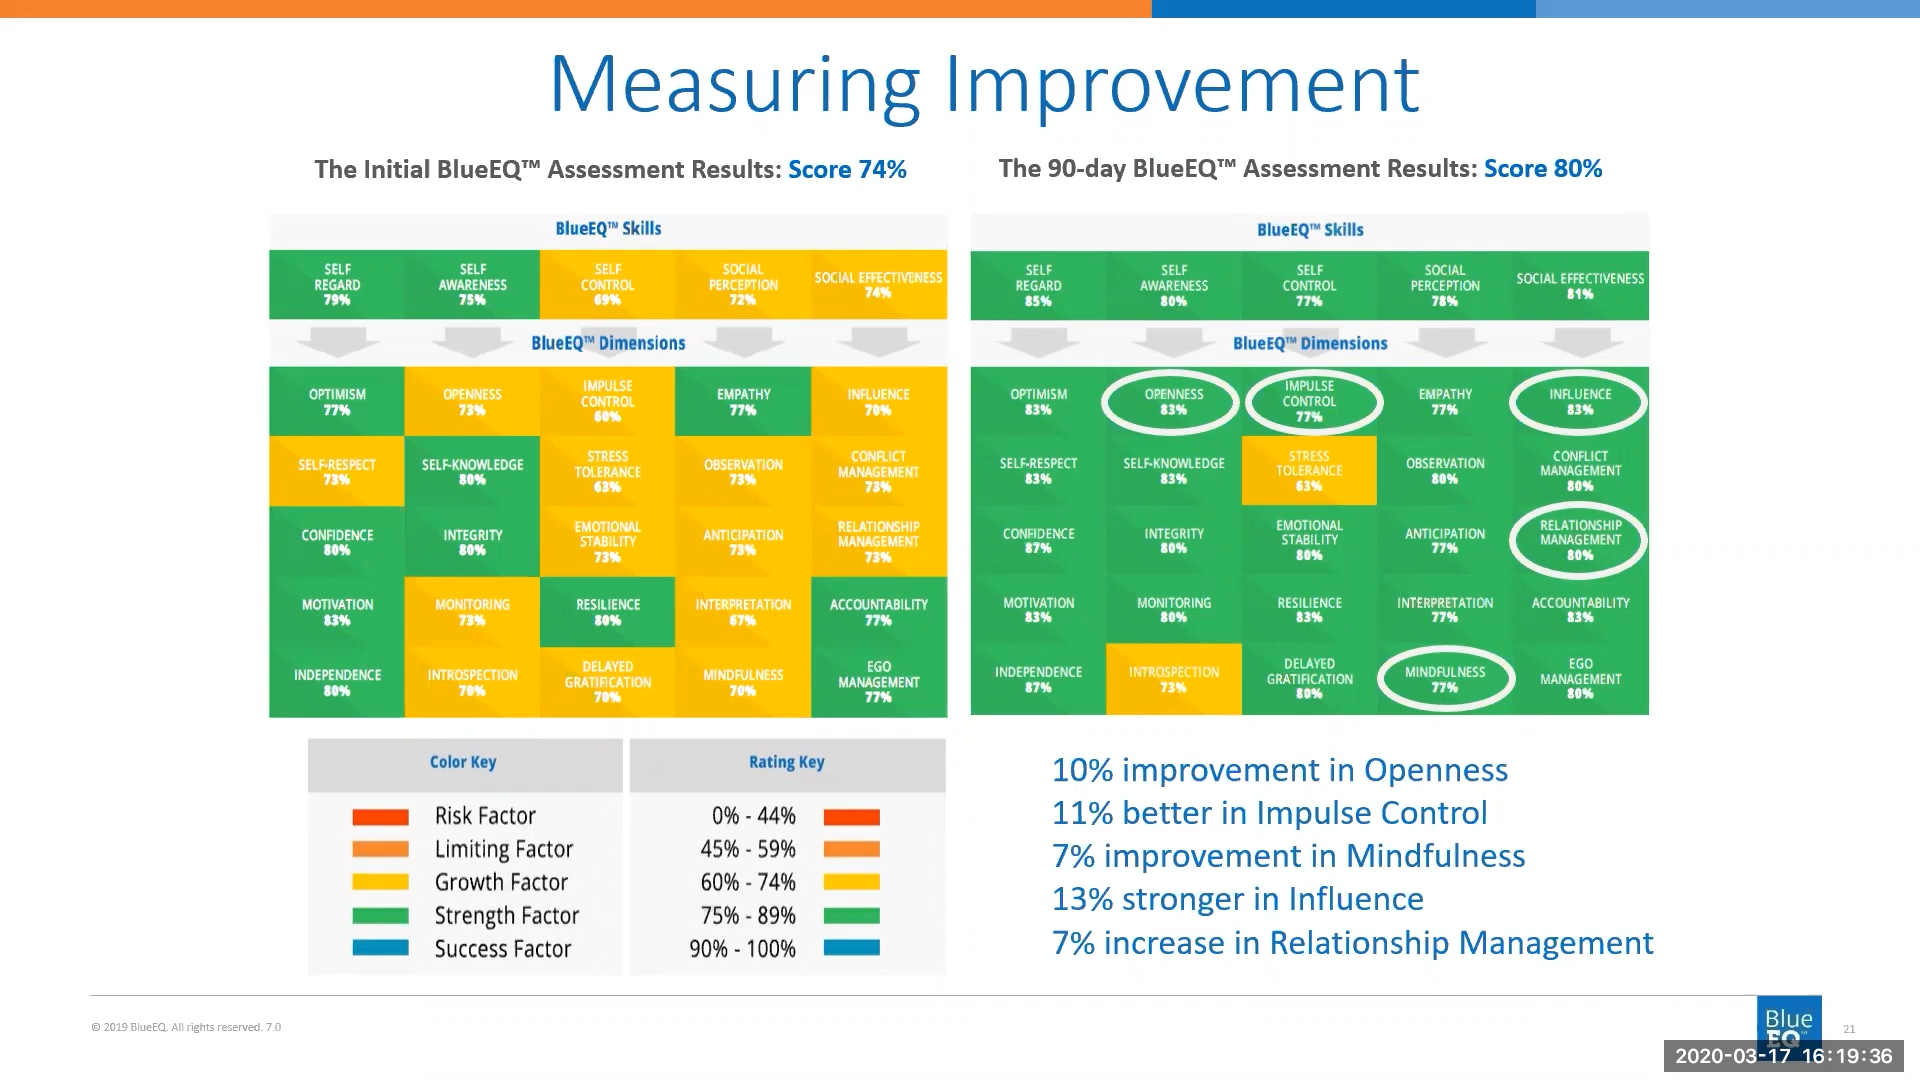 Measuring Improvement
The Initial BlueEQ™ Assessment Results: Score 74%
BlueEQ™ Skills
SELF
REGARD
79%
SELF
AWARENESS
75%
SELF
CONTROL
69%
SOCIAL
PERCEPTION
72%
SOCIAL EFFECTIVENESS
74%
BlueEQ™ Dimensions
OPTIMISM
77%
OPENNESS
73%
IMPULSE
CONTROL
60%
EMPATHY
77%
INFLUENCE
70%
SELF-RESPECT
73%
SELF-KNOWLEDGE
80%
STRESS
TOLERANCE
63%
OBSERVATION
73%
CONFLICT
MANAGEMENT
73%
CONFIDENCE
80%
INTEGRITY
80%
EMOTIONAL
STABILITY
73%
ANTICIPATION
73%
RELATIONSHIP
MANAGEMENT
73%
MOTIVATION
83%
MONITORING
73%
RESILIENCE
80%
INTERPRETATION
67%
ACCOUNTABILITY
77%
INDEPENDENCE
80%
INTROSPECTION
70%
DELAYED
GRATIFICATION
70%
MINDFULNESS
70%
EGO
MANAGEMENT
77%
The 90-day BlueEQ™ Assessment Results: Score 80%
BlueEQ™ Skills
SELF
REGARD
85%
SELF
AWARENESS
80%
SELF
CONTROL
77%
SOCIAL
PERCEPTION
78%
SOCIAL EFFECTIVENESS
81%
BlueEQ™ Dimensions
OPTIMISM
83%
OPENNESS
83%
IMPULSE
CONTROL
77%
EMPATHY
77%
INFLUENCE
83%
SELF-RESPECT
83%
SELF-KNOWLEDGE
83%
STRESS
TOLERANCE
63%
OBSERVATION
80%
CONFLICT
MANAGEMENT
80%
CONFIDENCE
87%
INTEGRITY
80%
EMOTIONAL
STABILITY
80%
ANTICIPATION
77%
RELATIONSHIP
MANAGEMENT
80%
MOTIVATION
83%
MONITORING
80%
RESILIENCE
83%
INTERPRETATION
77%
ACCOUNTABILITY
83%
INDEPENDENCE
87%
INTROSPECTION
73%
DELAYED
GRATIFICATION
80%
MINDFULNESS
77%
EGO
MANAGEMENT
80%
Color Key
Risk Factor
Limiting Factor
Growth Factor
Strength Factor
Success Factor
Rating Key
0% - 44%
45% - 59%
60% - 74%
75% - 89%
90% - 100%
10% improvement in Openness
11% better in Impulse Control
7% improvement in Mindfulness
13% stronger in Influence
7% increase in Relationship Management
© 2019 BlueEQ. All rights reserved. 7.0
Blue
EQ™
21
2020-03-17 16:19:36